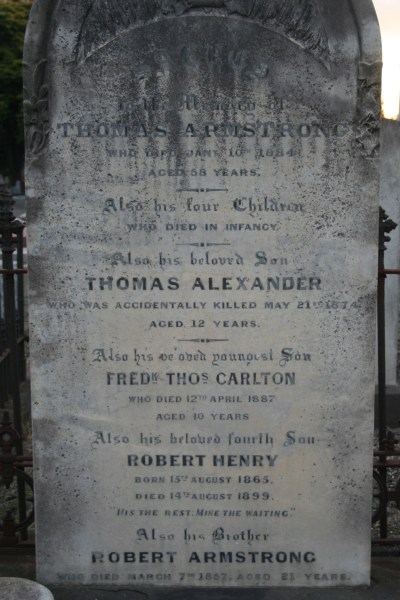 To the Memory of
THOMAS ARMSTRONG
WHO DIED JANY 10TH 1884
AGED 58 YEARS.
Also his four Children
WHO DIED IN INFANCY.
Also his beloved Son
THOMAS ALEXANDER
WHO WAS ACCIDENTALLY KILLED MAY 21ST 1874
AGED 12 YEARS.
Also his beloved youngest Son
FREDK THOS CARLTON
WHO DIED 12TH APRIL 1887
AGED 10 YEARS
Also his beloved fourth Son
ROBERT HENRY
BORN 15TH AUGUST 1865.
DIED 14TH AUGUST 1899.
"HIS THE REST, MINE THE WAITING."
Also his Brother
ROBERT ARMSTRONG
WHO DIED MARCH 7TH 1857. AGED 21 YEARS.